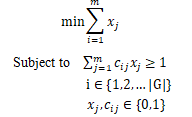 min ∑_{i=1}^{m} x_j
Subject to ∑_{j=1}^{m} c_{ij} x_j ≥ 1
i ∈ {1,2, … |G|}
x_j, c_{ij} ∈ {0,1}